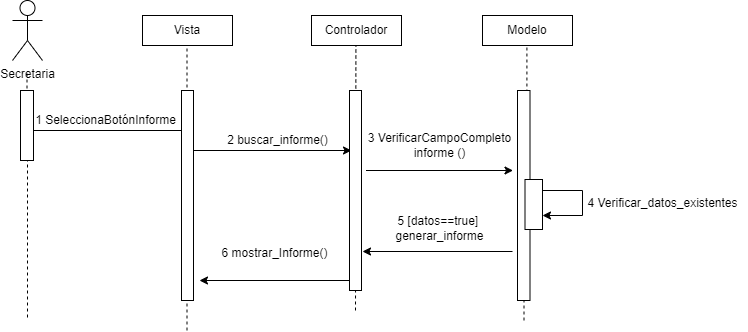 Vista
Controlador
Modelo
Secretaria
1 SeleccionaBotónInforme
2 buscar_informe()
3 VerificarCampoCompleto
informe ()
4 Verificar_datos_existentes
5 [datos==true]
generar_informe
6 mostrar_Informe()